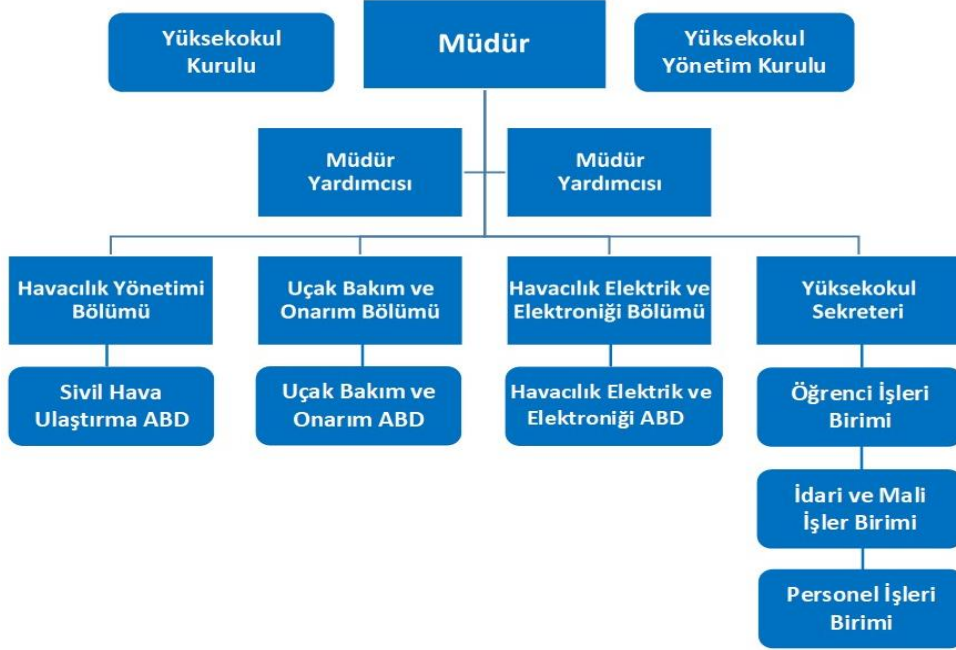 Yüksekokul
Kurulu
Müdür
Yüksekokul
Yönetim Kurulu
Müdür
Yardımcısı
Müdür
Yardımcısı
Havacılık Yönetimi
Bölümü
Uçak Bakım ve
Onarım Bölümü
Havacılık Elektrik ve
Elektroniği Bölümü
Yüksekokul
Sekreteri
Sivil Hava
Ulaştırma ABD
Uçak Bakım ve
Onarım ABD
Havacılık Elektrik ve
Elektroniği ABD
Öğrenci İşleri
Birimi
İdari ve Mali
İşler Birimi
Personel İşleri
Birimi